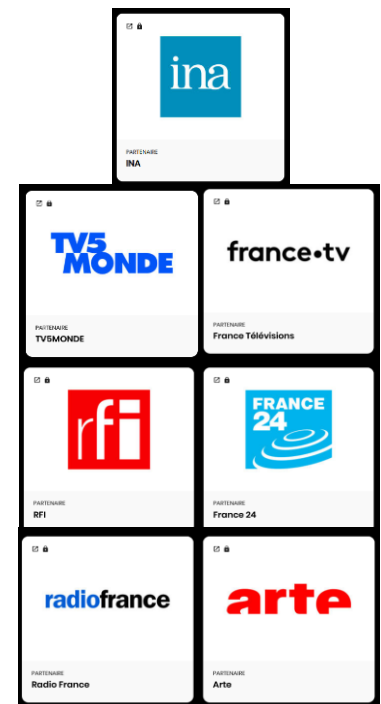 ina
PARTENAIRE
INA
TV5
MONDE
PARTENAIRE
TV5MONDE
france•tv
PARTENAIRE
France Télévisions
rfi
PARTENAIRE
RFI
FRANCE
24
PARTENAIRE
France 24
radiofrance
PARTENAIRE
Radio France
arte
PARTENAIRE
Arte